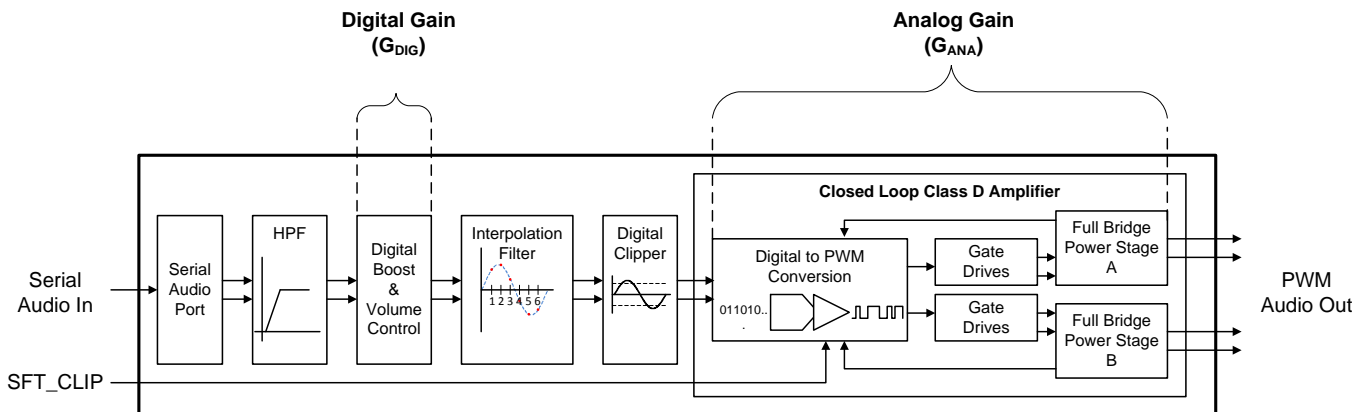 Digital Gain
(GDIG)
Analog Gain
(GANA)
Closed Loop Class D Amplifier
Serial
Audio In
Serial
Audio
Port
HPF
Digital
Boost
&
Volume
Control
Interpolation
Filter
1 2 3 4 5 6
Digital
Clipper
Digital to PWM
Conversion
011010..
.
Gate
Drives
Gate
Drives
Full Bridge
Power Stage
A
Full Bridge
Power Stage
B
PWM
Audio Out
SFT_CLIP